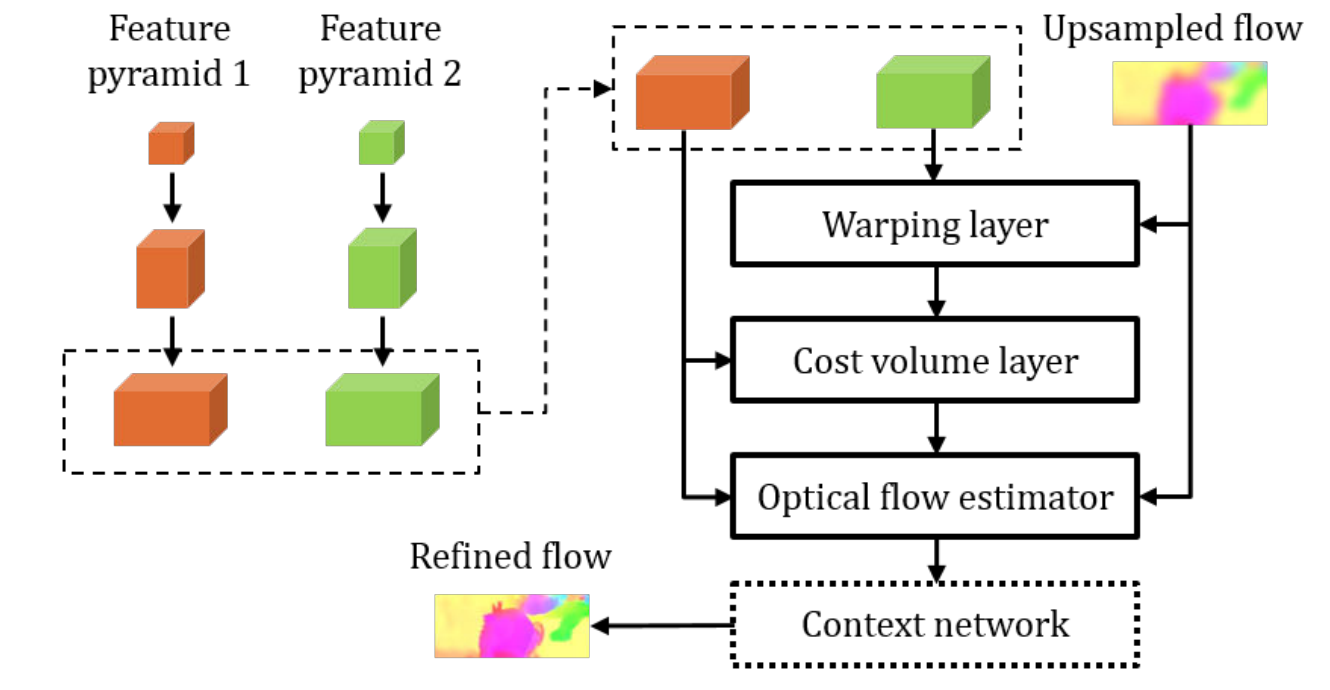 Feature
pyramid 1
Feature
pyramid 2
Upsampled flow
Warping layer
Cost volume layer
Optical flow estimator
Refined flow
Context network